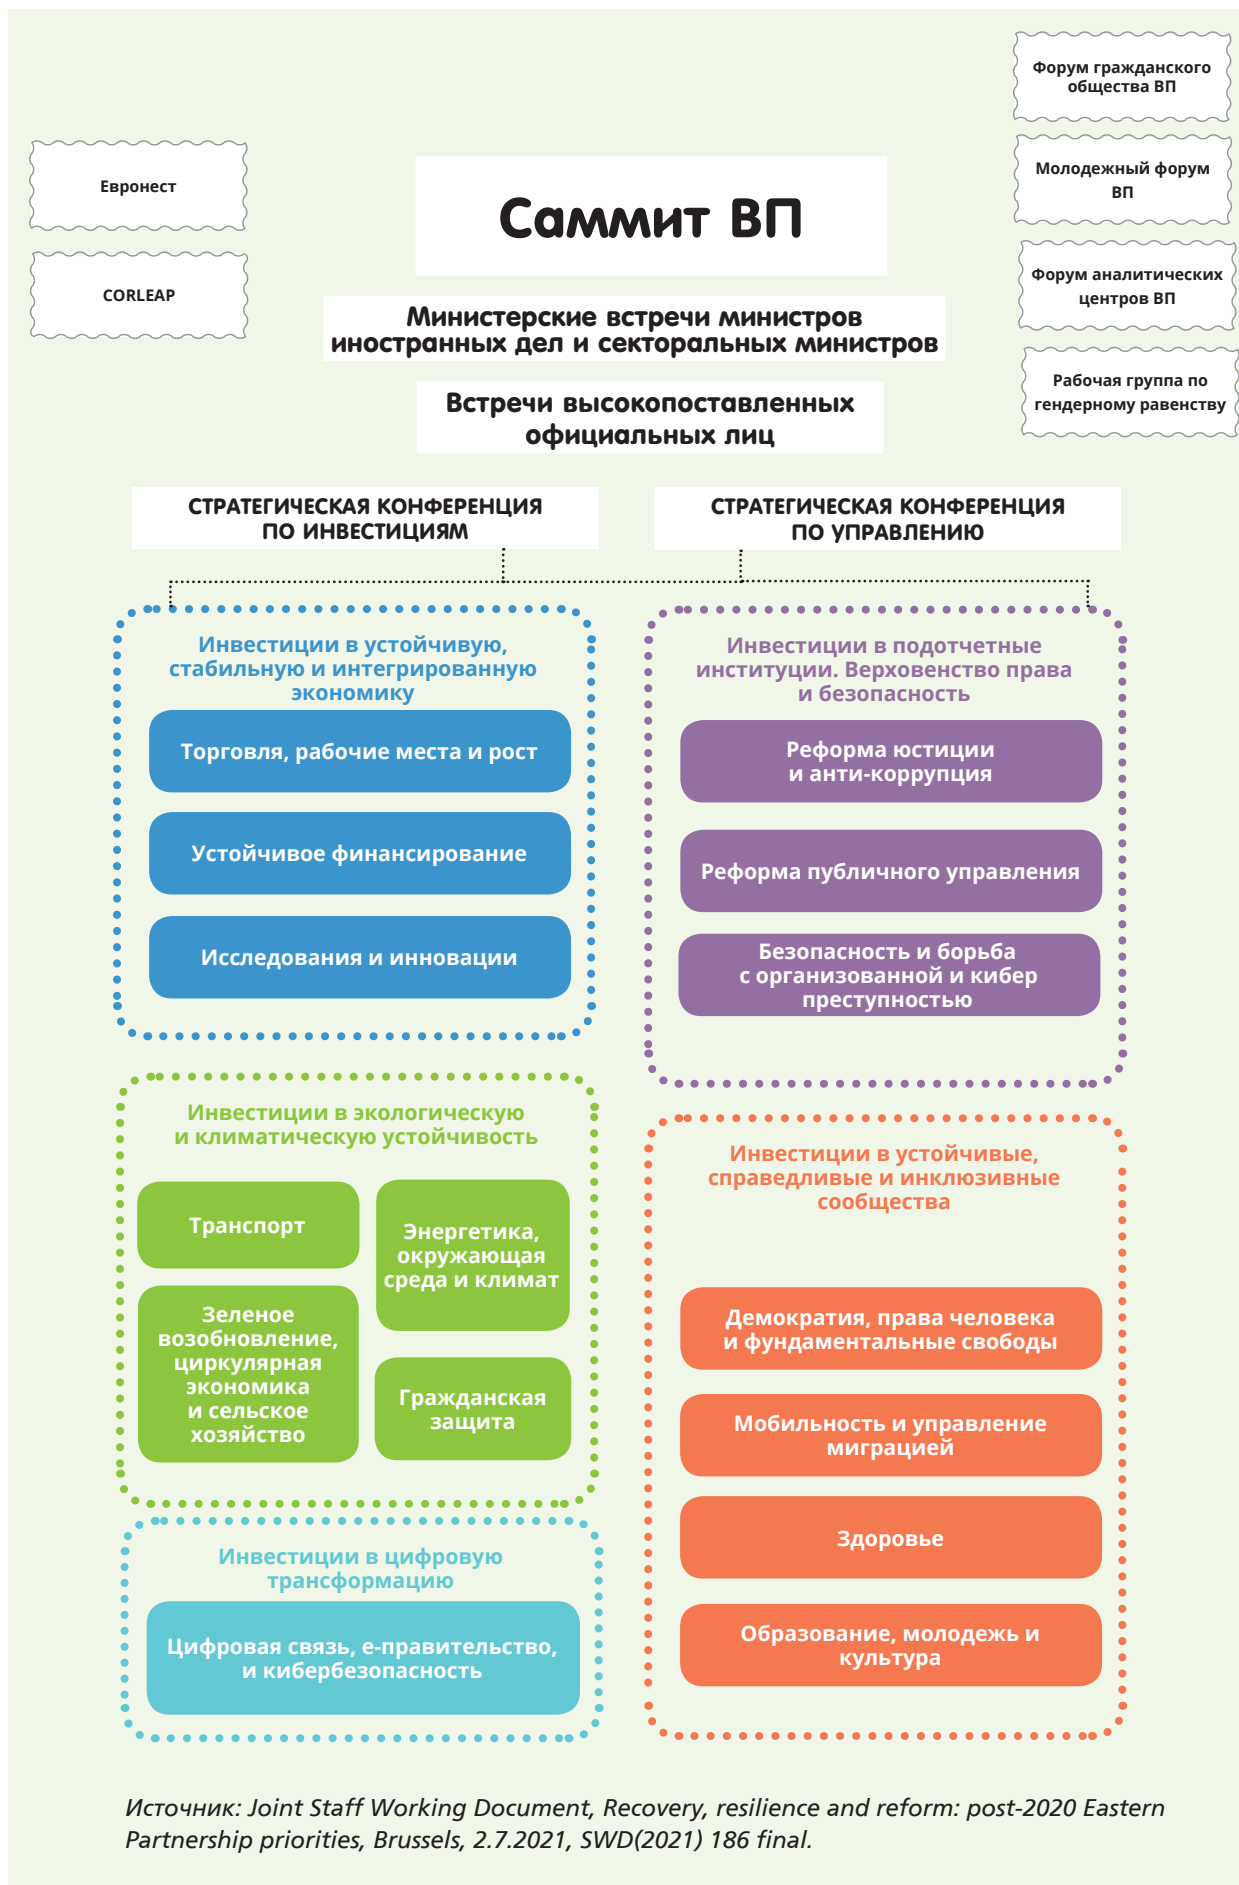 Форум гражданского
общества ВП
Молодежный форум
ВП
Форум аналитических
центров ВП
Рабочая группа по
гендерному равенству
Евронест
CORLEAP
Саммит ВП
Министерские встречи министров
иностранных дел и секторальных министров
Встречи высокопоставленных
официальных лиц
СТРАТЕГИЧЕСКАЯ КОНФЕРЕНЦИЯ
ПО ИНВЕСТИЦИЯМ
СТРАТЕГИЧЕСКАЯ КОНФЕРЕНЦИЯ
ПО УПРАВЛЕНИЮ
Инвестиции в устойчивую,
стабильную и интегрированную
экономику
Торговля, рабочие места и рост
Устойчивое финансирование
Исследования и инновации
Инвестиции в подотчетные
институции. Верховенство права
и безопасность
Реформа юстиции
и анти-коррупция
Реформа публичного управления
Безопасность и борьба
с организованной и кибер
преступностью
Инвестиции в экологическую
и климатическую устойчивость
Транспорт
Энергетика,
окружающая
среда и климат
Зеленое
возобновление,
циркулярная
экономика
и сельское
хозяйство
Гражданская
защита
Инвестиции в цифровую
трансформацию
Цифровая связь, е-правительство,
и кибербезопасность
Инвестиции в устойчивые,
справедливые и инклюзивные
сообщества
Демократия, права человека
и фундаментальные свободы
Мобильность и управление
миграцией
Здоровье
Образование, молодежь и
культура
Источник: Joint Staff Working Document, Recovery, resilience and reform: post-2020 Eastern
Partnership priorities, Brussels, 2.7.2021, SWD(2021) 186 final.